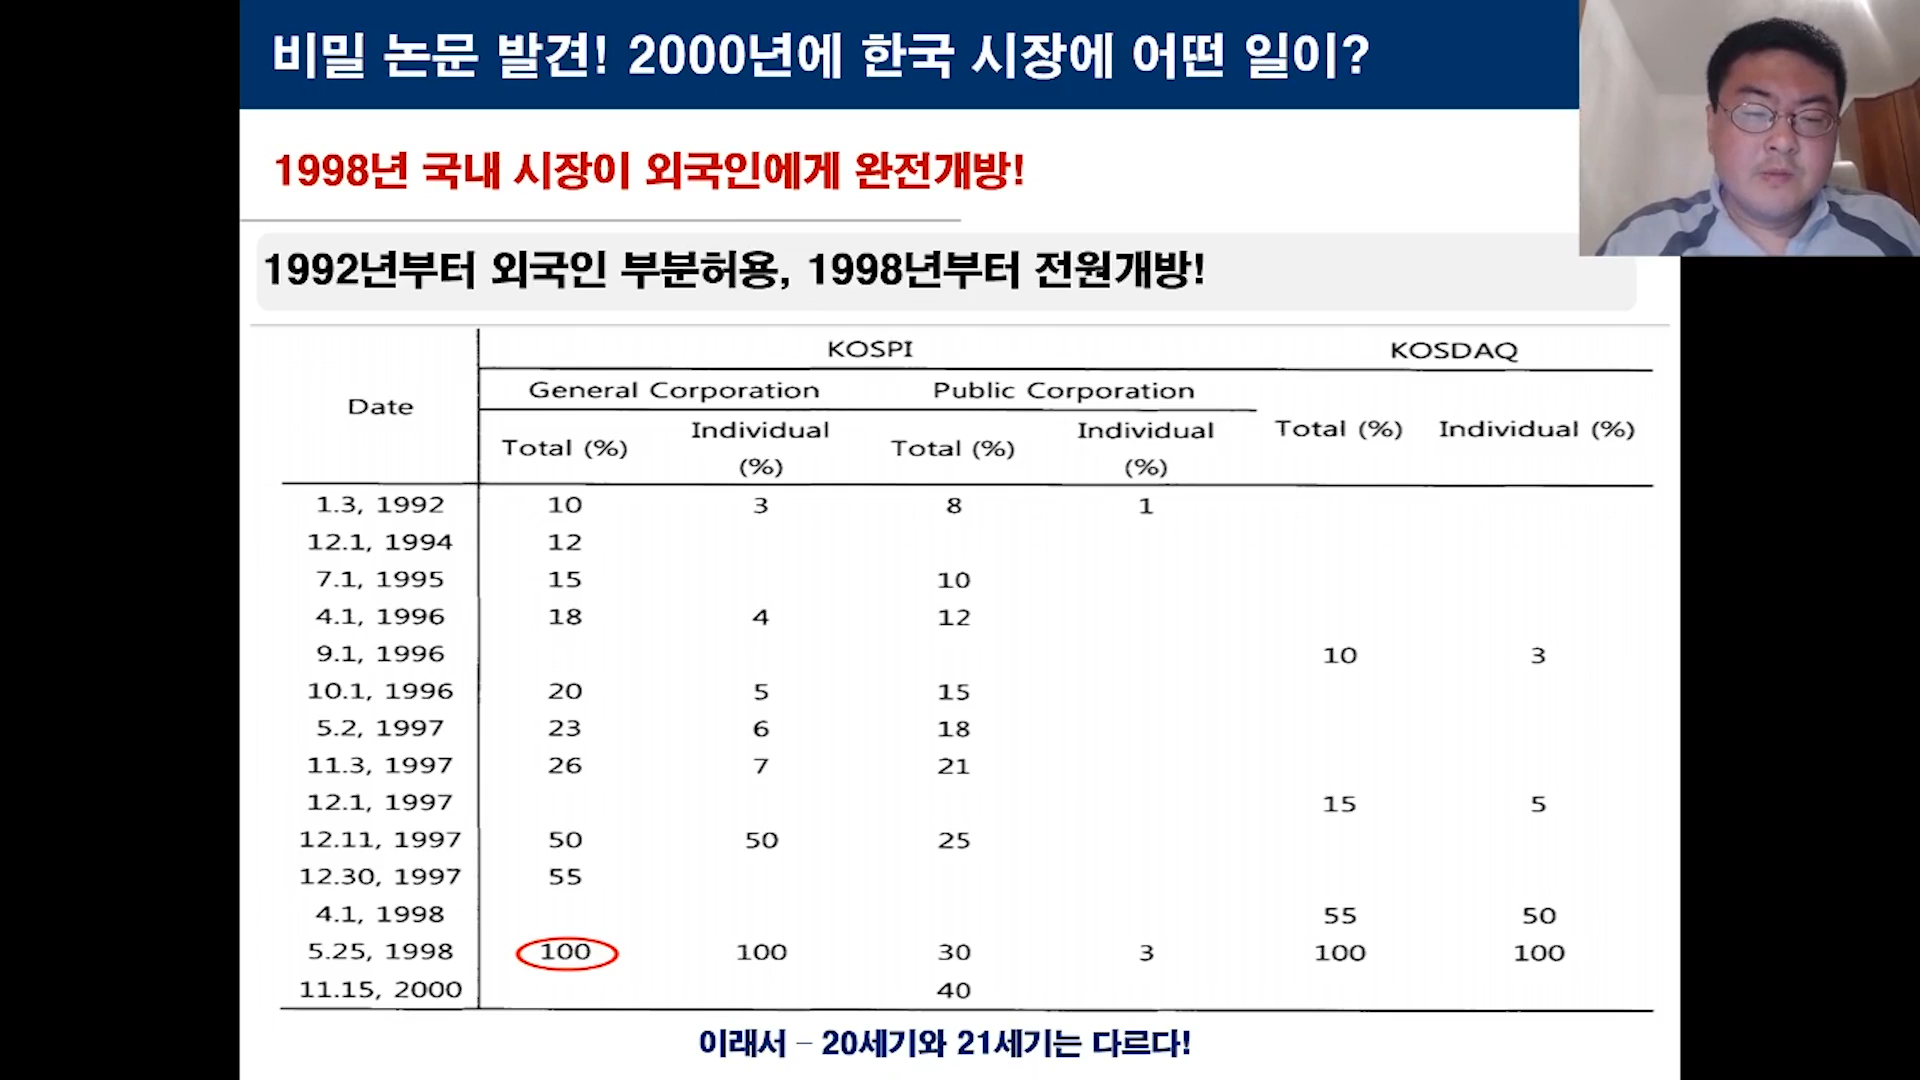 비밀 논문 발견! 2000년에 한국 시장에 어떤 일이?
1998년 국내 시장이 외국인에게 완전개방!
1992년부터 외국인 부분허용, 1998년부터 전원개방!
Date KOSPI KOSDAQ
General Corporation Public Corporation
Total (%) Individual (%) Total (%) Individual (%) Total (%) Individual (%)
1.3, 1992 10 3 8 1
12.1, 1994 12
7.1, 1995 15 10
4.1, 1996 18 4 12
9.1, 1996 10 3
10.1, 1996 20 5 15
5.2, 1997 23 6 18
11.3, 1997 26 7 21
12.1, 1997 15 5
12.11, 1997 50 50 25
12.30, 1997 55
4.1, 1998 55 50
5.25, 1998 100 100 30 3 100 100
11.15, 2000 40
이래서 – 20세기와 21세기는 다르다!